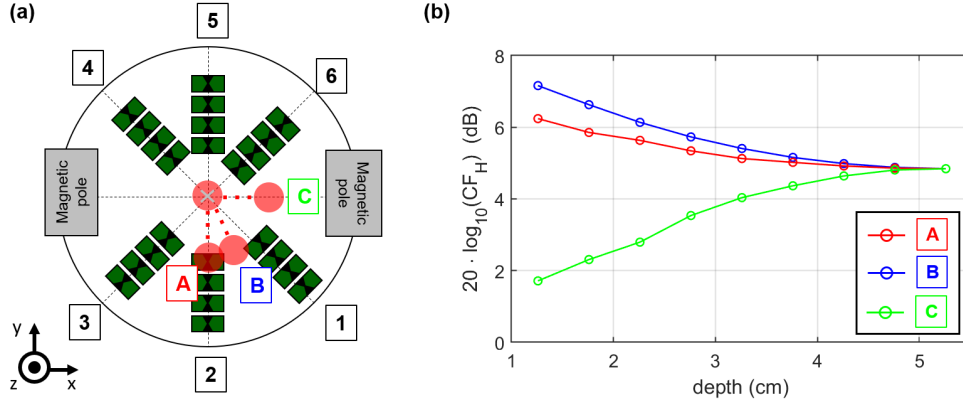 (a)
5
4
6
Magnetic
pole
Magnetic
pole
C
A
B
3
1
2
y
z
x
(b)
20 · log10(CFH) (dB)
8
6
4
2
0
1
2
3
4
5
depth (cm)
A
B
C